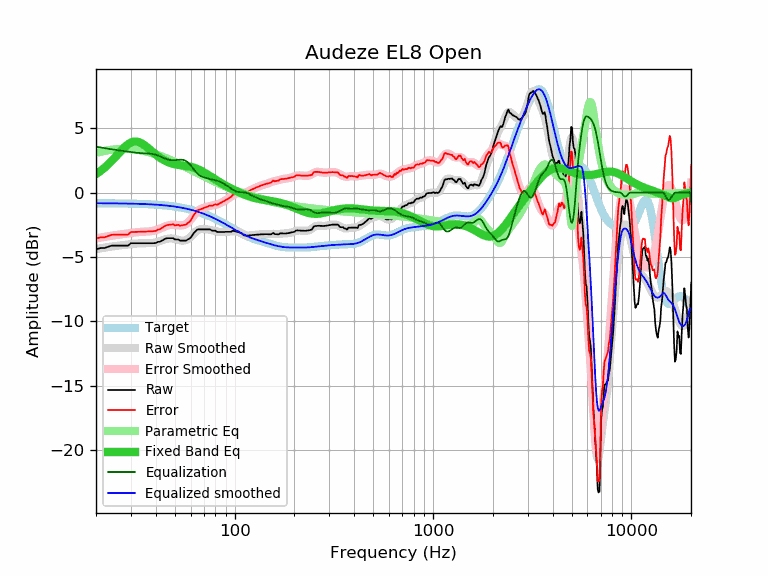 Audeze EL8 Open
Amplitude (dBr)
5
0
−5
−10
−15
−20
Target
Raw Smoothed
Error Smoothed
Raw
Error
Parametric Eq
Fixed Band Eq
Equalization
Equalized smoothed
100
1000
10000
Frequency (Hz)